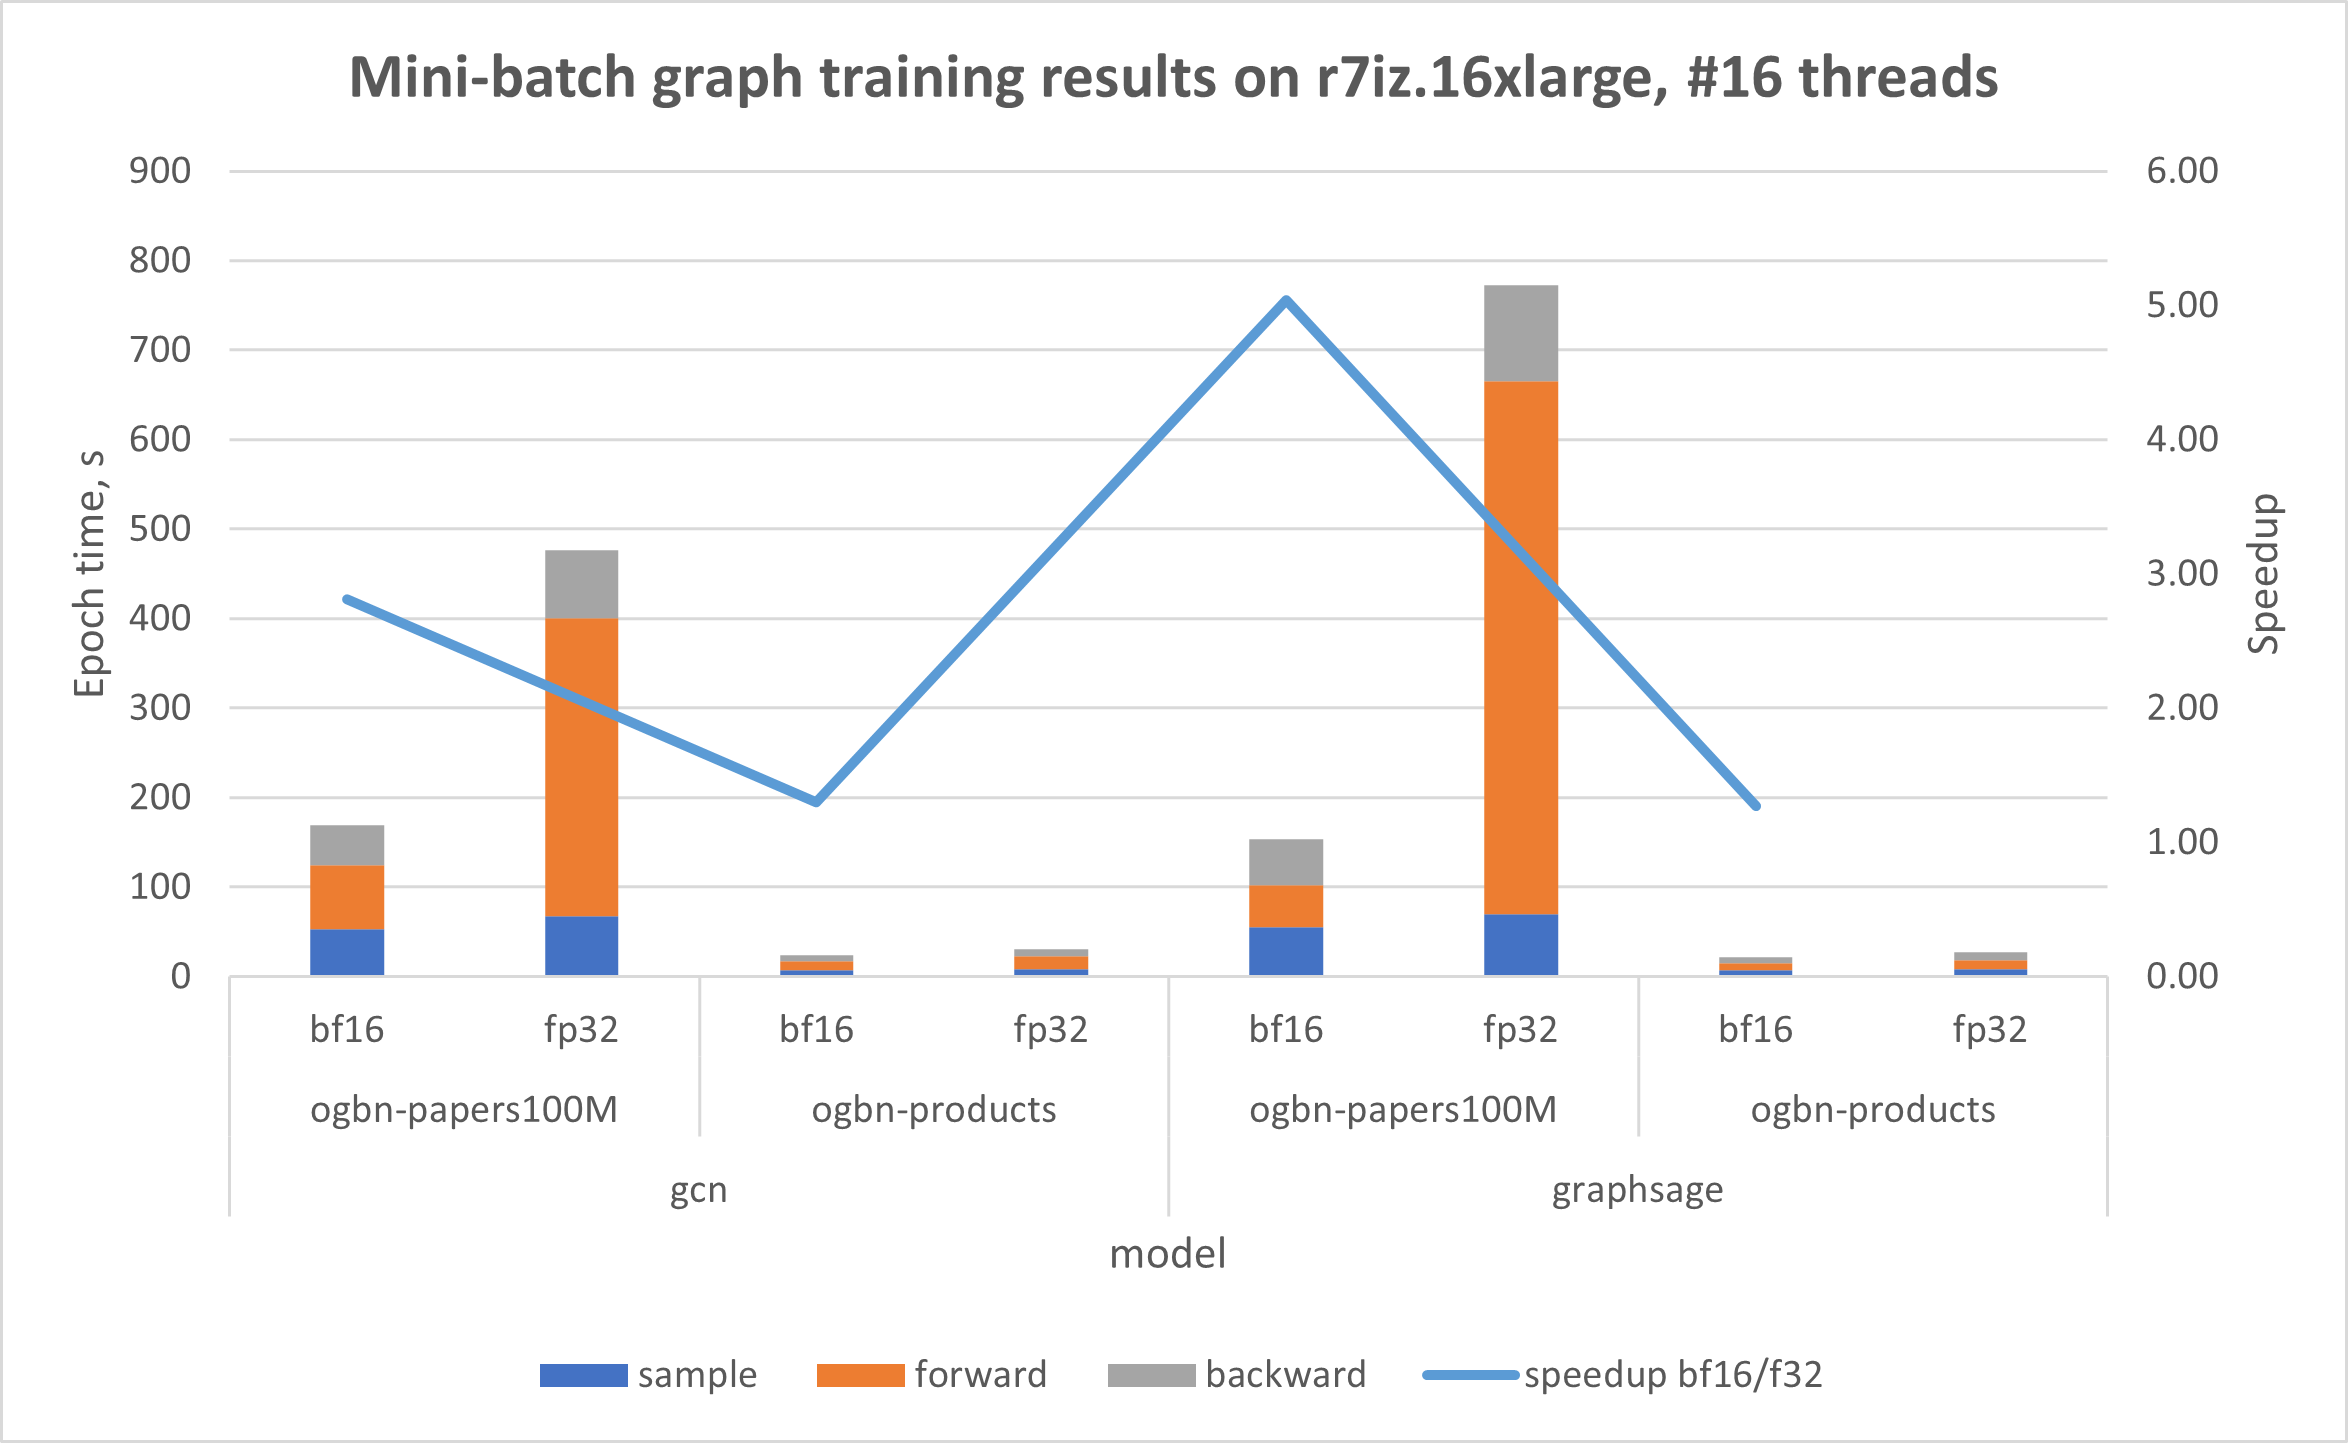 Mini-batch graph training results on r7iz.16xlarge, #16 threads
900
800
700
600
500
400
300
200
100
0
Epoch time, s
6.00
5.00
4.00
3.00
2.00
1.00
0.00
Speedup
bf16 fp32 bf16 fp32 bf16 fp32 bf16 fp32
ogbn-papers100M ogbn-products ogbn-papers100M ogbn-products
gcn graphsage
model
sample forward backward speedup bf16/f32